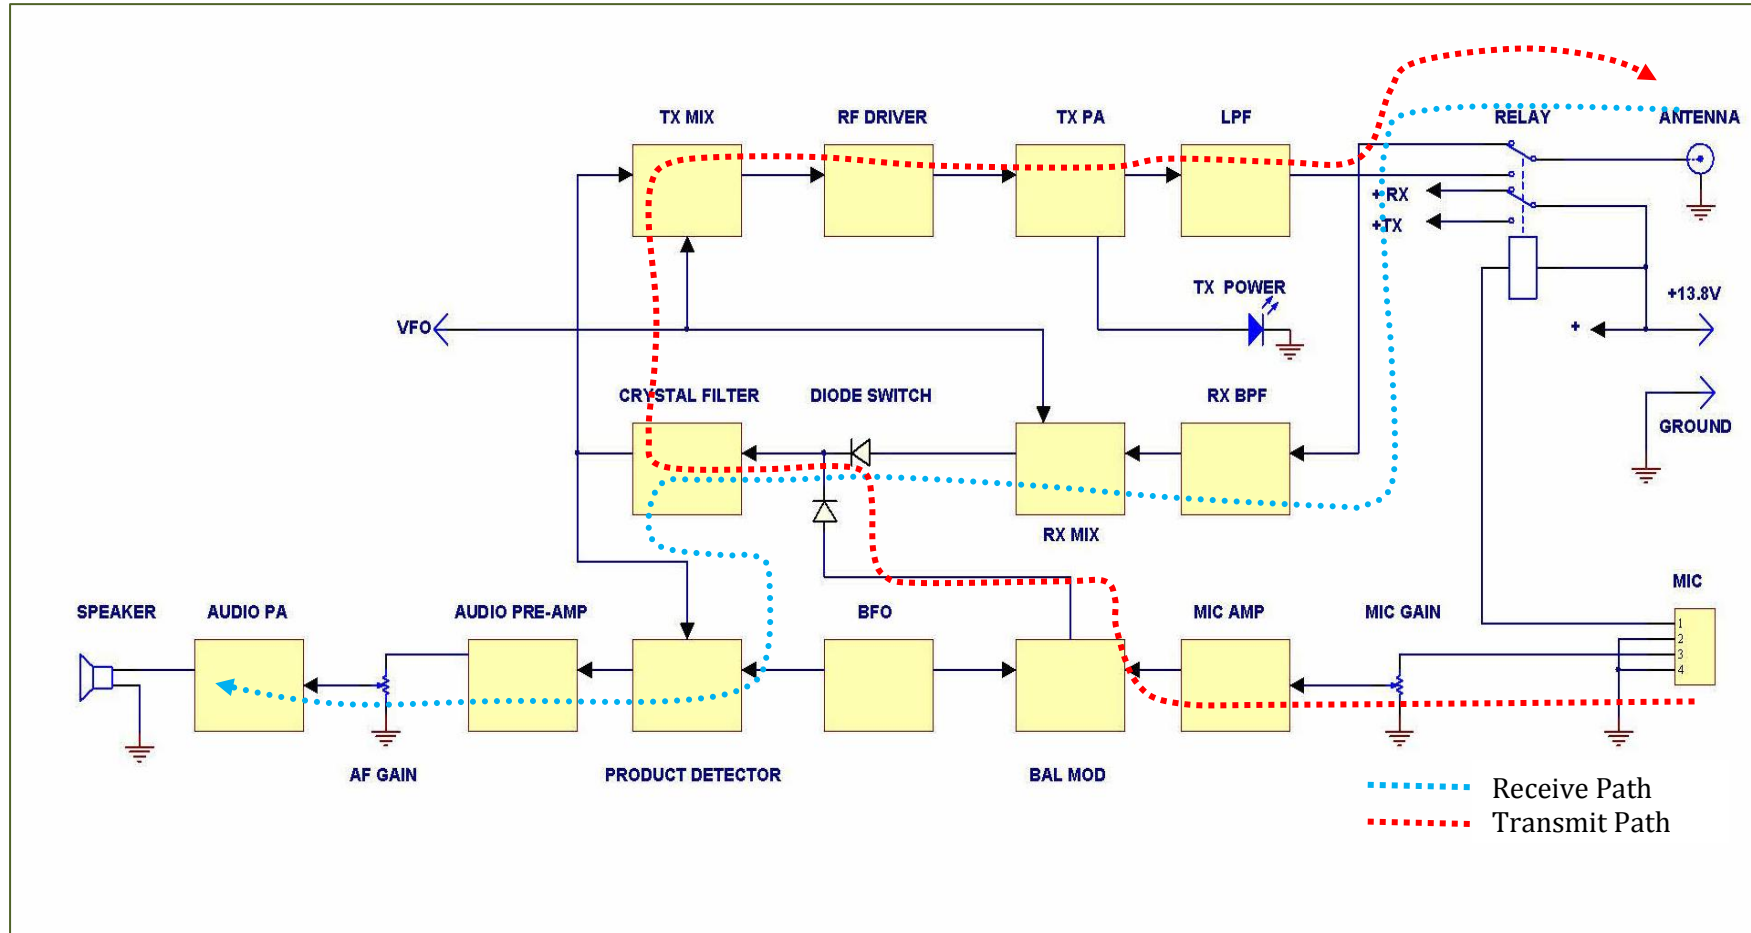 TX MIX
RF DRIVER
TX PA
LPF
RELAY
ANTENNA
+ RX
+TX
TX POWER
+13.8V
VFO
+
CRYSTAL FILTER
DIODE SWITCH
RX BPF
GROUND
RX MIX
MIC
SPEAKER
AUDIO PA
AUDIO PRE-AMP
BFO
MIC AMP
MIC GAIN
1
2
3
4
AF GAIN
PRODUCT DETECTOR
BAL MOD
Receive Path
Transmit Path